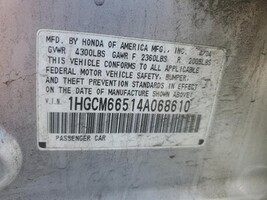 MFD. BY HONDA OF AMERICA MFG., INC.
GVWR 4300LBS GAWR F 2360LBS R 2005LBS
THIS VEHICLE CONFORMS TO ALL APPLICABLE
FEDERAL MOTOR VEHICLE SAFETY, BUMPER,
AND THEFT PREVENTION STANDARDS IN EFFECT
ON THE DATE OF MANUFACTURE SHOWN ABOVE.
V.I.N. 1HGCM66514A068610
PASSENGER CAR